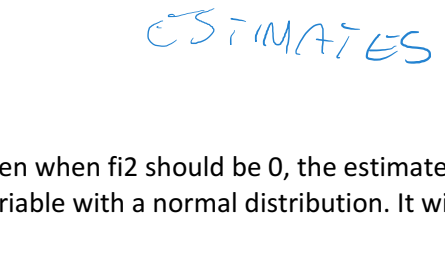 ESTIMATES
en when fi2 should be 0, the estimate
riable with a normal distribution. It wi